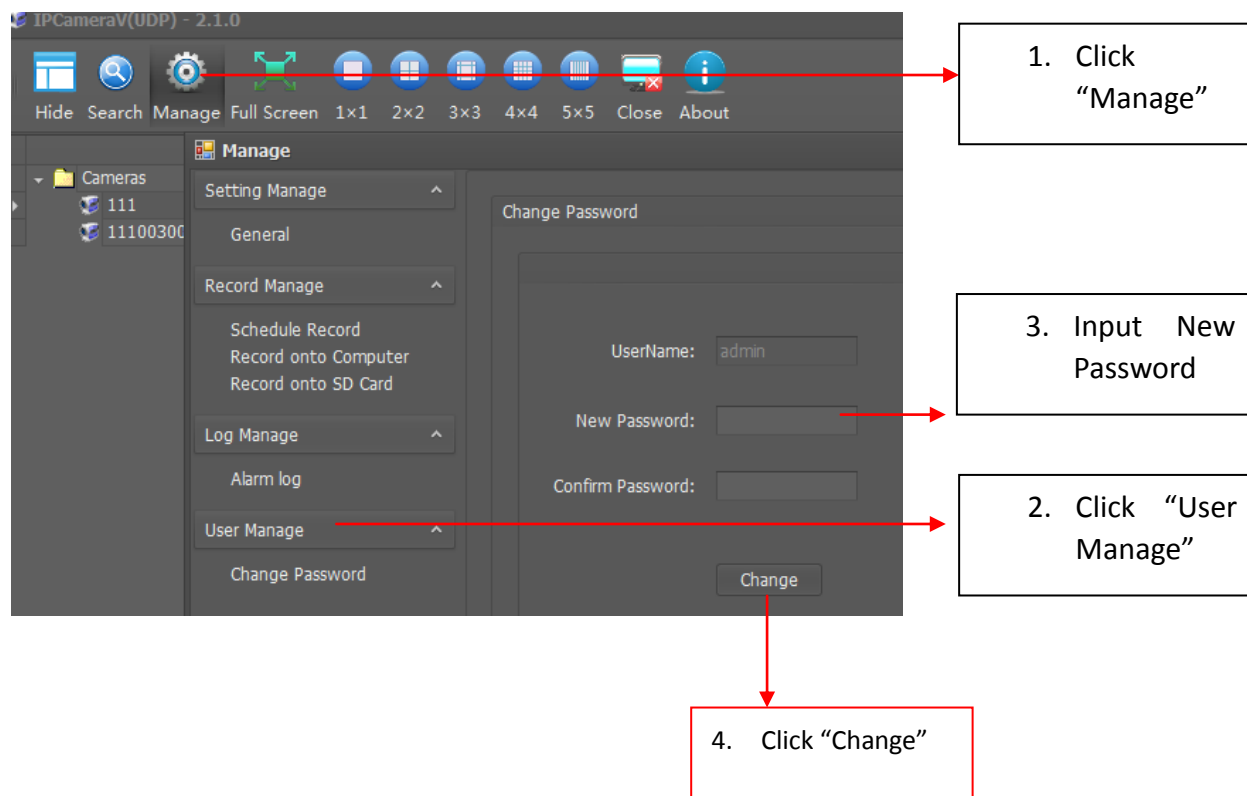 IPCameraV(UDP) - 2.1.0
Hide Search Manage Full Screen 1×1 2×2 3×3 4×4 5×5 Close About
1. Click
“Manage”
Manage
Cameras
111
11100300
Setting Manage
General
Record Manage
Schedule Record
Record onto Computer
Record onto SD Card
Log Manage
Alarm log
User Manage
Change Password
Change Password
UserName: admin
New Password:
Confirm Password:
Change
3. Input New
Password
2. Click “User
Manage”
4. Click “Change”